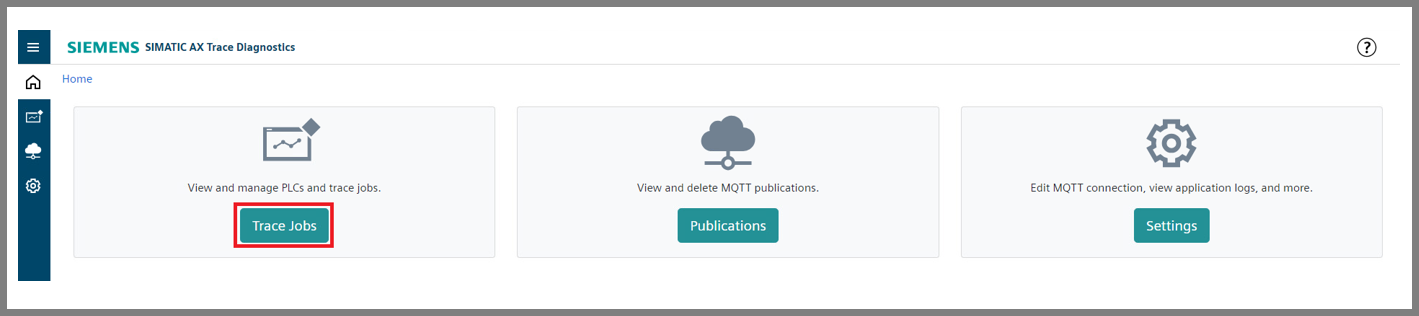 SIEMENS SIMATIC AX Trace Diagnostics
?
Home
View and manage PLCs and trace jobs.
Trace Jobs
View and delete MQTT publications.
Publications
Edit MQTT connection, view application logs, and more.
Settings